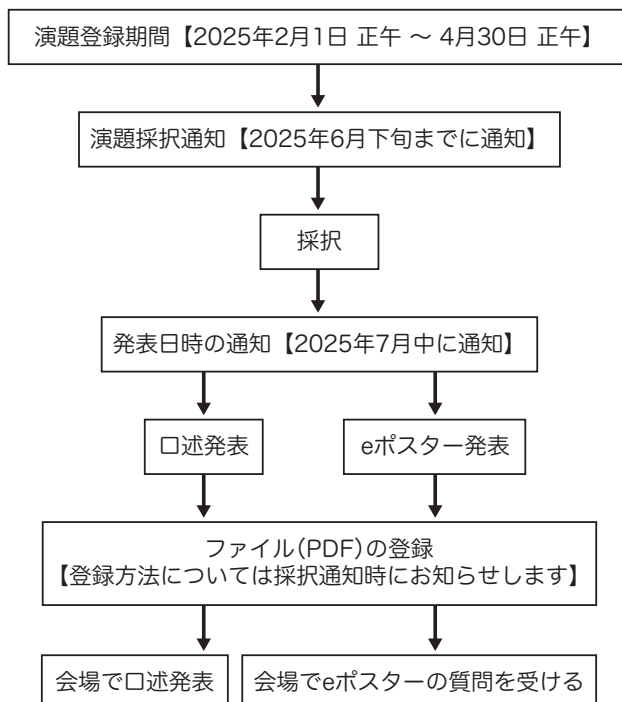 演題登録期間【2025年2月1日 正午 ～ 4月30日 正午】
演題採択通知【2025年6月下旬までに通知】
採択
発表日時の通知【2025年7月中に通知】
口述発表
eポスター発表
ファイル(PDF)の登録
【登録方法については採択通知時にお知らせします】
会場で口述発表
会場でeポスターの質問を受ける